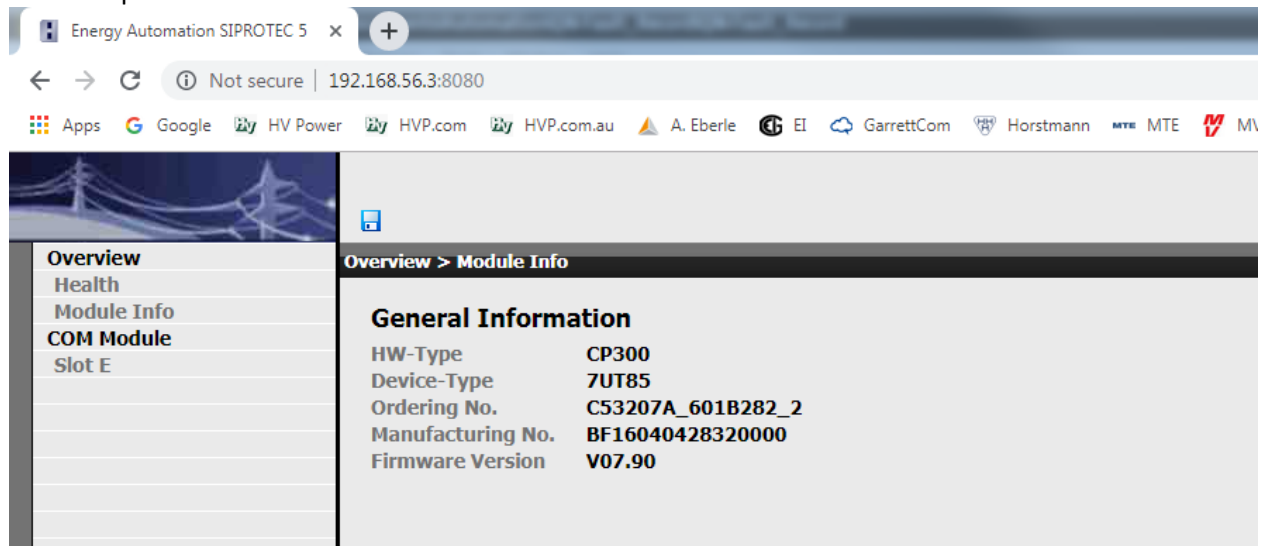 Energy Automation SIPROTEC 5
Not secure | 192.168.56.3:8080
Apps Google HV Power HVP.com HVP.com.au A. Eberle EI GarrettCom Horstmann MTE MTE
Overview
Health
Module Info
COM Module
Slot E
Overview > Module Info
General Information
HW-Type CP300
Device-Type 7UT85
Ordering No. C53207A_601B282_2
Manufacturing No. BF16040428320000
Firmware Version V07.90